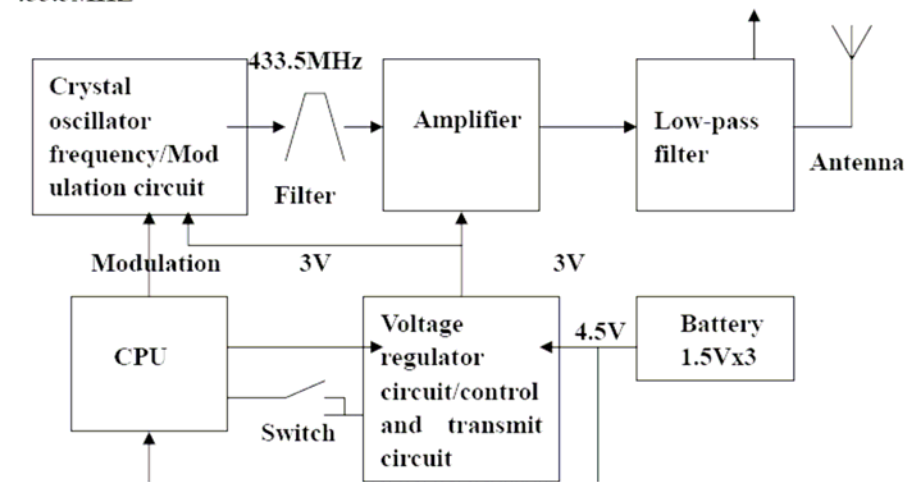 433.5MHz
Crystal
oscillator
frequency/Mod
ulation circuit
Filter
Amplifier
Low-pass
filter
Antenna
Modulation
3V
3V
CPU
Switch
Voltage
regulator
circuit/control
and transmit
circuit
4.5V
Battery
1.5Vx3